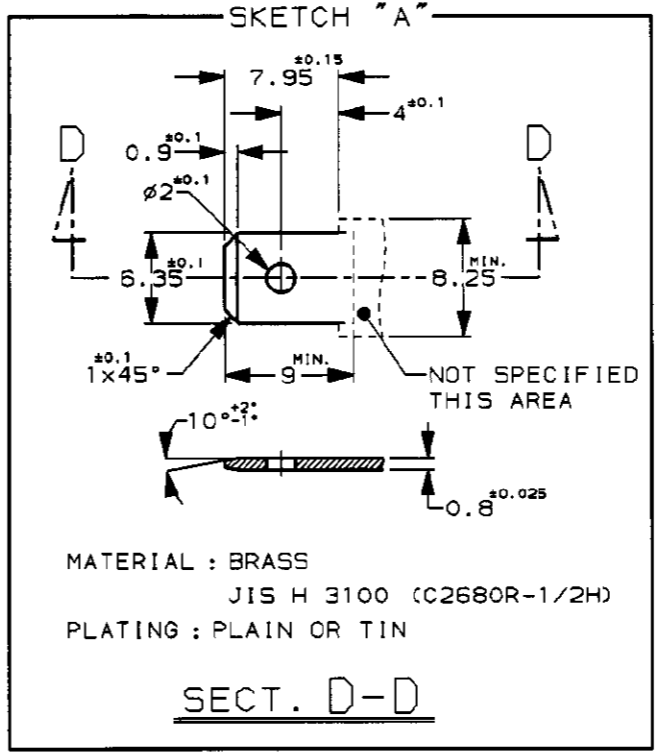 SKETCH "A"
7.95 ±0.15
4 ±0.1
D
D
0.9 ±0.1
ø2 ±0.1
6.35 ±0.1
8.25 MIN.
1×45° ±0.1
9 MIN.
NOT SPECIFIED
THIS AREA
10° +2° -1°
0.8 ±0.025
MATERIAL : BRASS
JIS H 3100 (C2680R-1/2H)
PLATING : PLAIN OR TIN
SECT. D-D